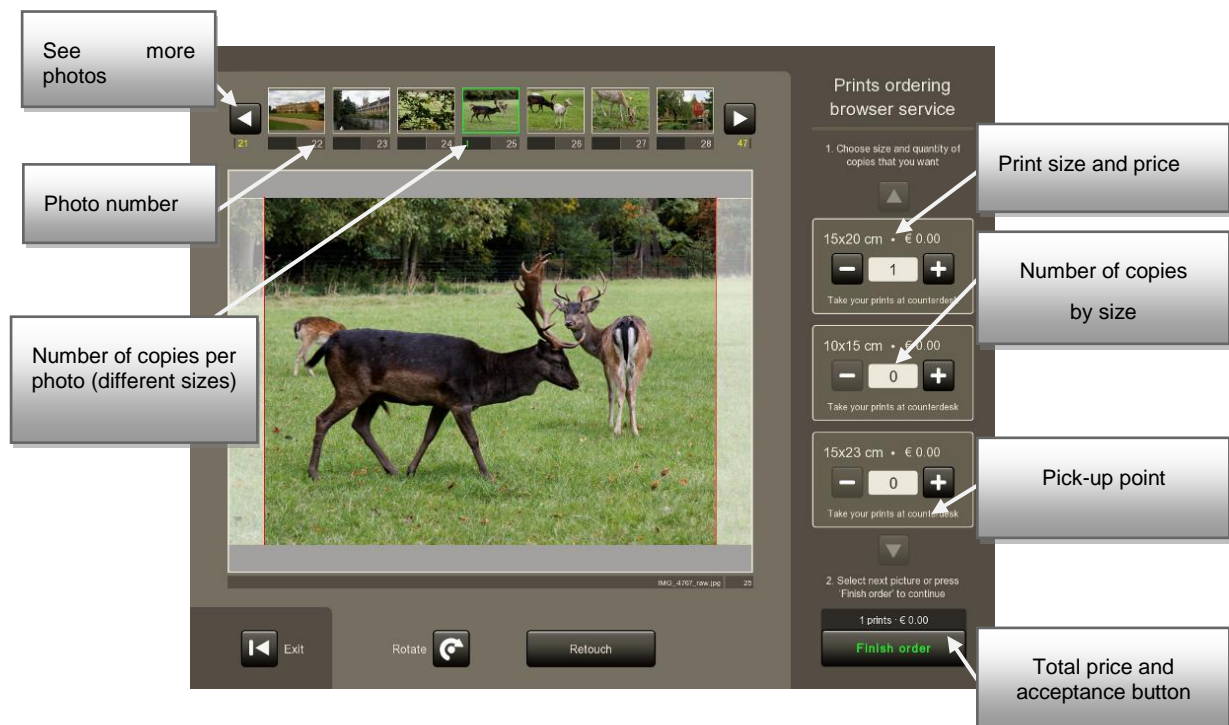 See more
photos
Photo number
Number of copies per
photo (different sizes)
21 22 23 24 1 25 26 27 28 47
IMG_4767_raw.jpg 25
Exit
Rotate
Retouch
Prints ordering
browser service
1. Choose size and quantity of
copies that you want
15x20 cm • € 0.00
1
Take your prints at counterdesk
10x15 cm • € 0.00
0
Take your prints at counterdesk
15x23 cm • € 0.00
0
Take your prints at counterdesk
2. Select next picture or press
'Finish order' to continue
1 prints · € 0.00
Finish order
Print size and price
Number of copies
by size
Pick-up point
Total price and
acceptance button